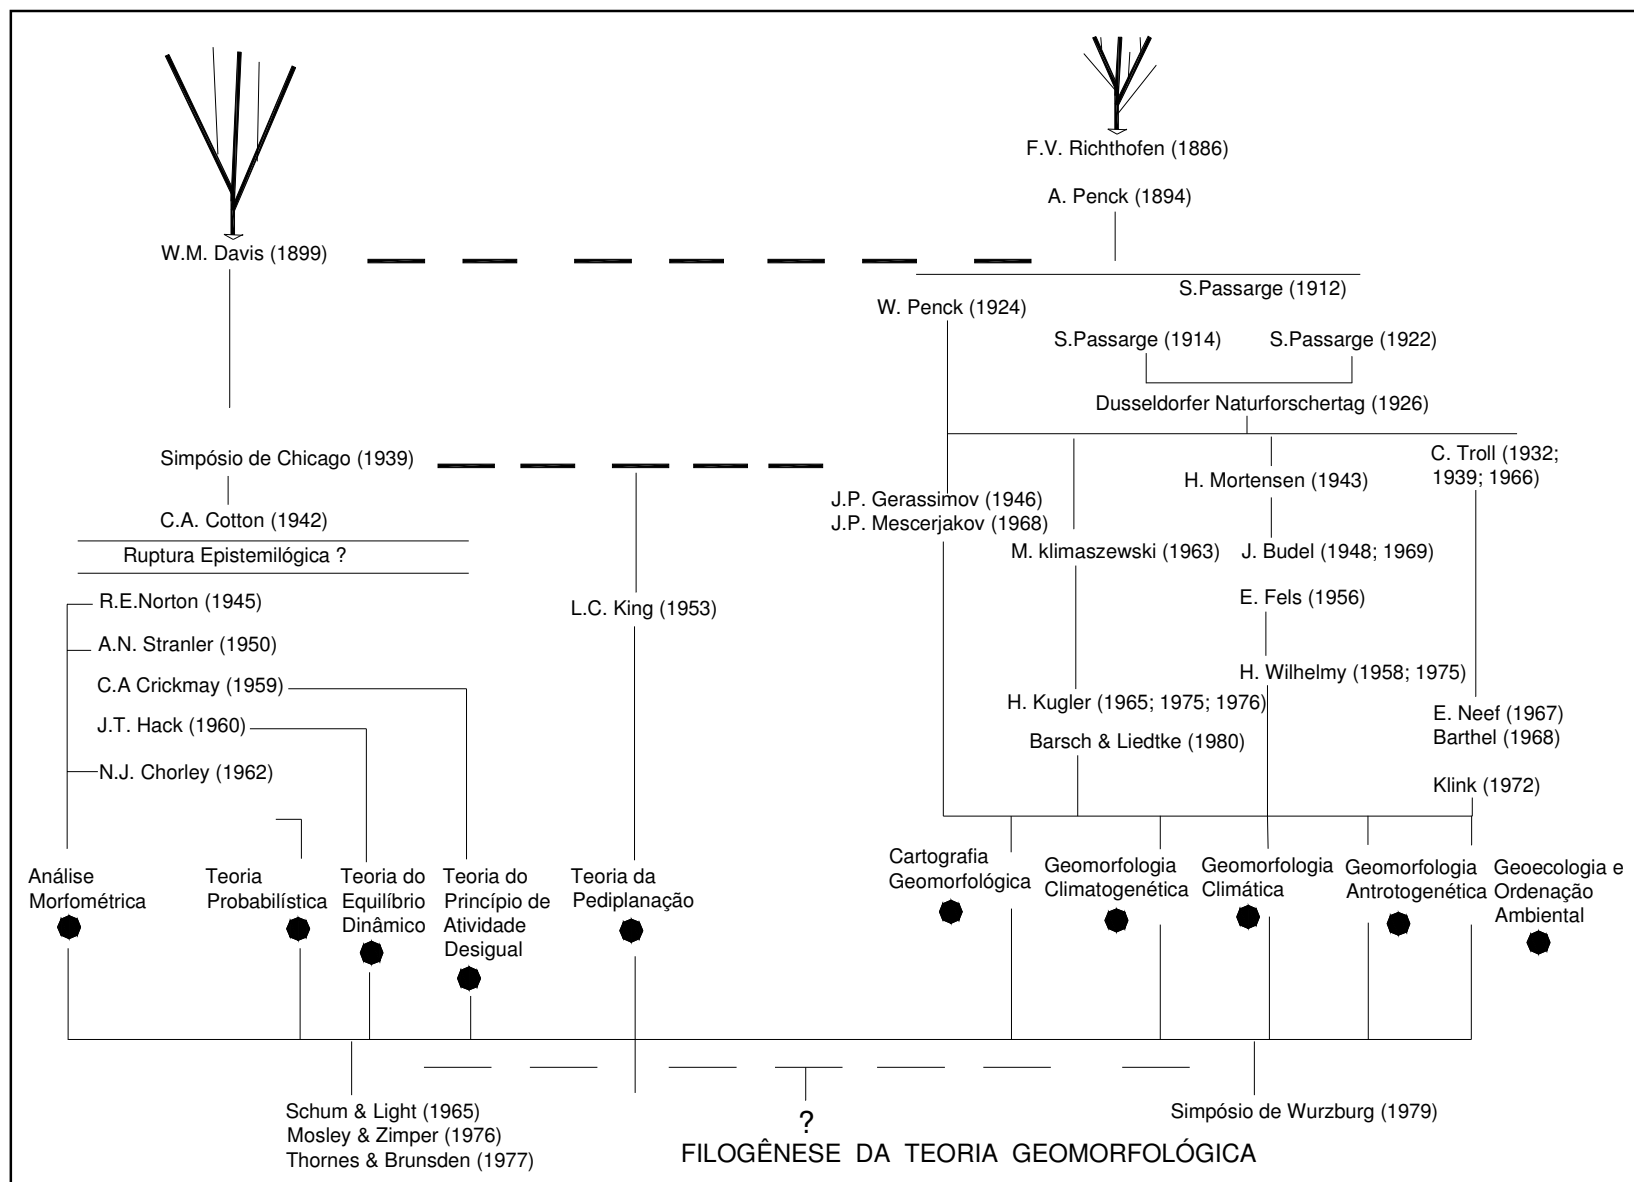 F.V. Richthofen (1886)
A. Penck (1894)
W.M. Davis (1899)
S.Passarge (1912)
W. Penck (1924)
S.Passarge (1914)
S.Passarge (1922)
Dusseldorfer Naturforschertag (1926)
Simpósio de Chicago (1939)
C. Troll (1932;
1939; 1966)
H. Mortensen (1943)
J.P. Gerassimov (1946)
J.P. Mescerjakov (1968)
C.A. Cotton (1942)
Ruptura Epistemilógica ?
M. klimaszewski (1963)
J. Budel (1948; 1969)
R.E.Norton (1945)
L.C. King (1953)
E. Fels (1956)
A.N. Stranler (1950)
C.A Crickmay (1959)
H. Wilhelmy (1958; 1975)
H. Kugler (1965; 1975; 1976)
J.T. Hack (1960)
E. Neef (1967)
Barthel (1968)
Barsch & Liedtke (1980)
N.J. Chorley (1962)
Klink (1972)
Análise
Morfométrica
Teoria
Probabilística
Teoria do
Equilíbrio
Dinâmico
Teoria do
Princípio de
Atividade
Desigual
Teoria da
Pediplanação
Cartografia
Geomorfológica
Geomorfologia
Climatogenética
Geomorfologia
Climática
Geomorfologia
Antrotogenética
Geoecologia e
Ordenação
Ambiental
Schum & Light (1965)
Mosley & Zimper (1976)
Thornes & Brunsden (1977)
?
Simpósio de Wurzburg (1979)
FILOGÊNESE DA TEORIA GEOMORFOLÓGICA